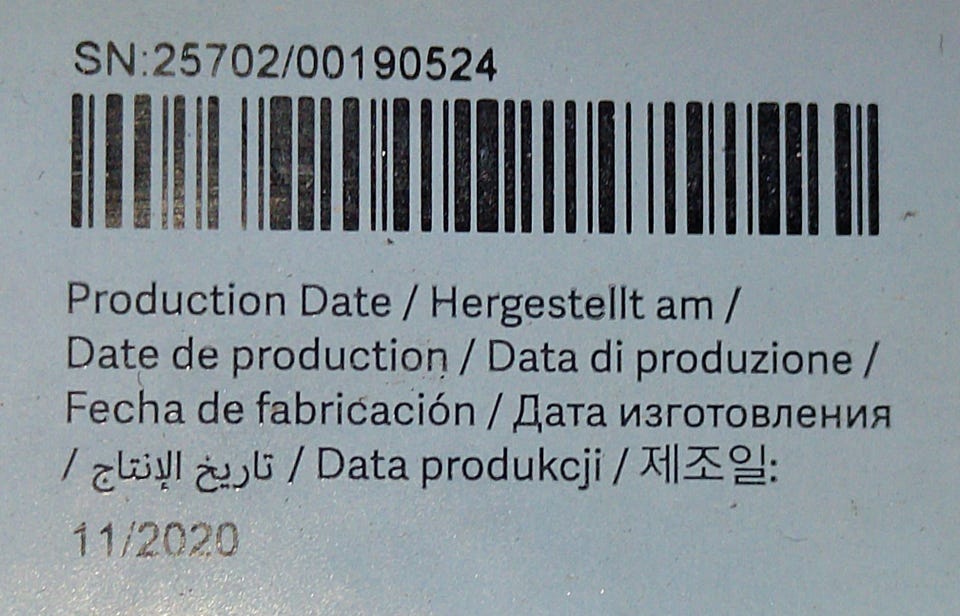 SN:25702/00190524
Production Date / Hergestellt am /
Date de production / Data di produzione /
Fecha de fabricación / Дата изготовления
/ تاريخ الإنتاج / Data produkcji / 제조일:
11/2020